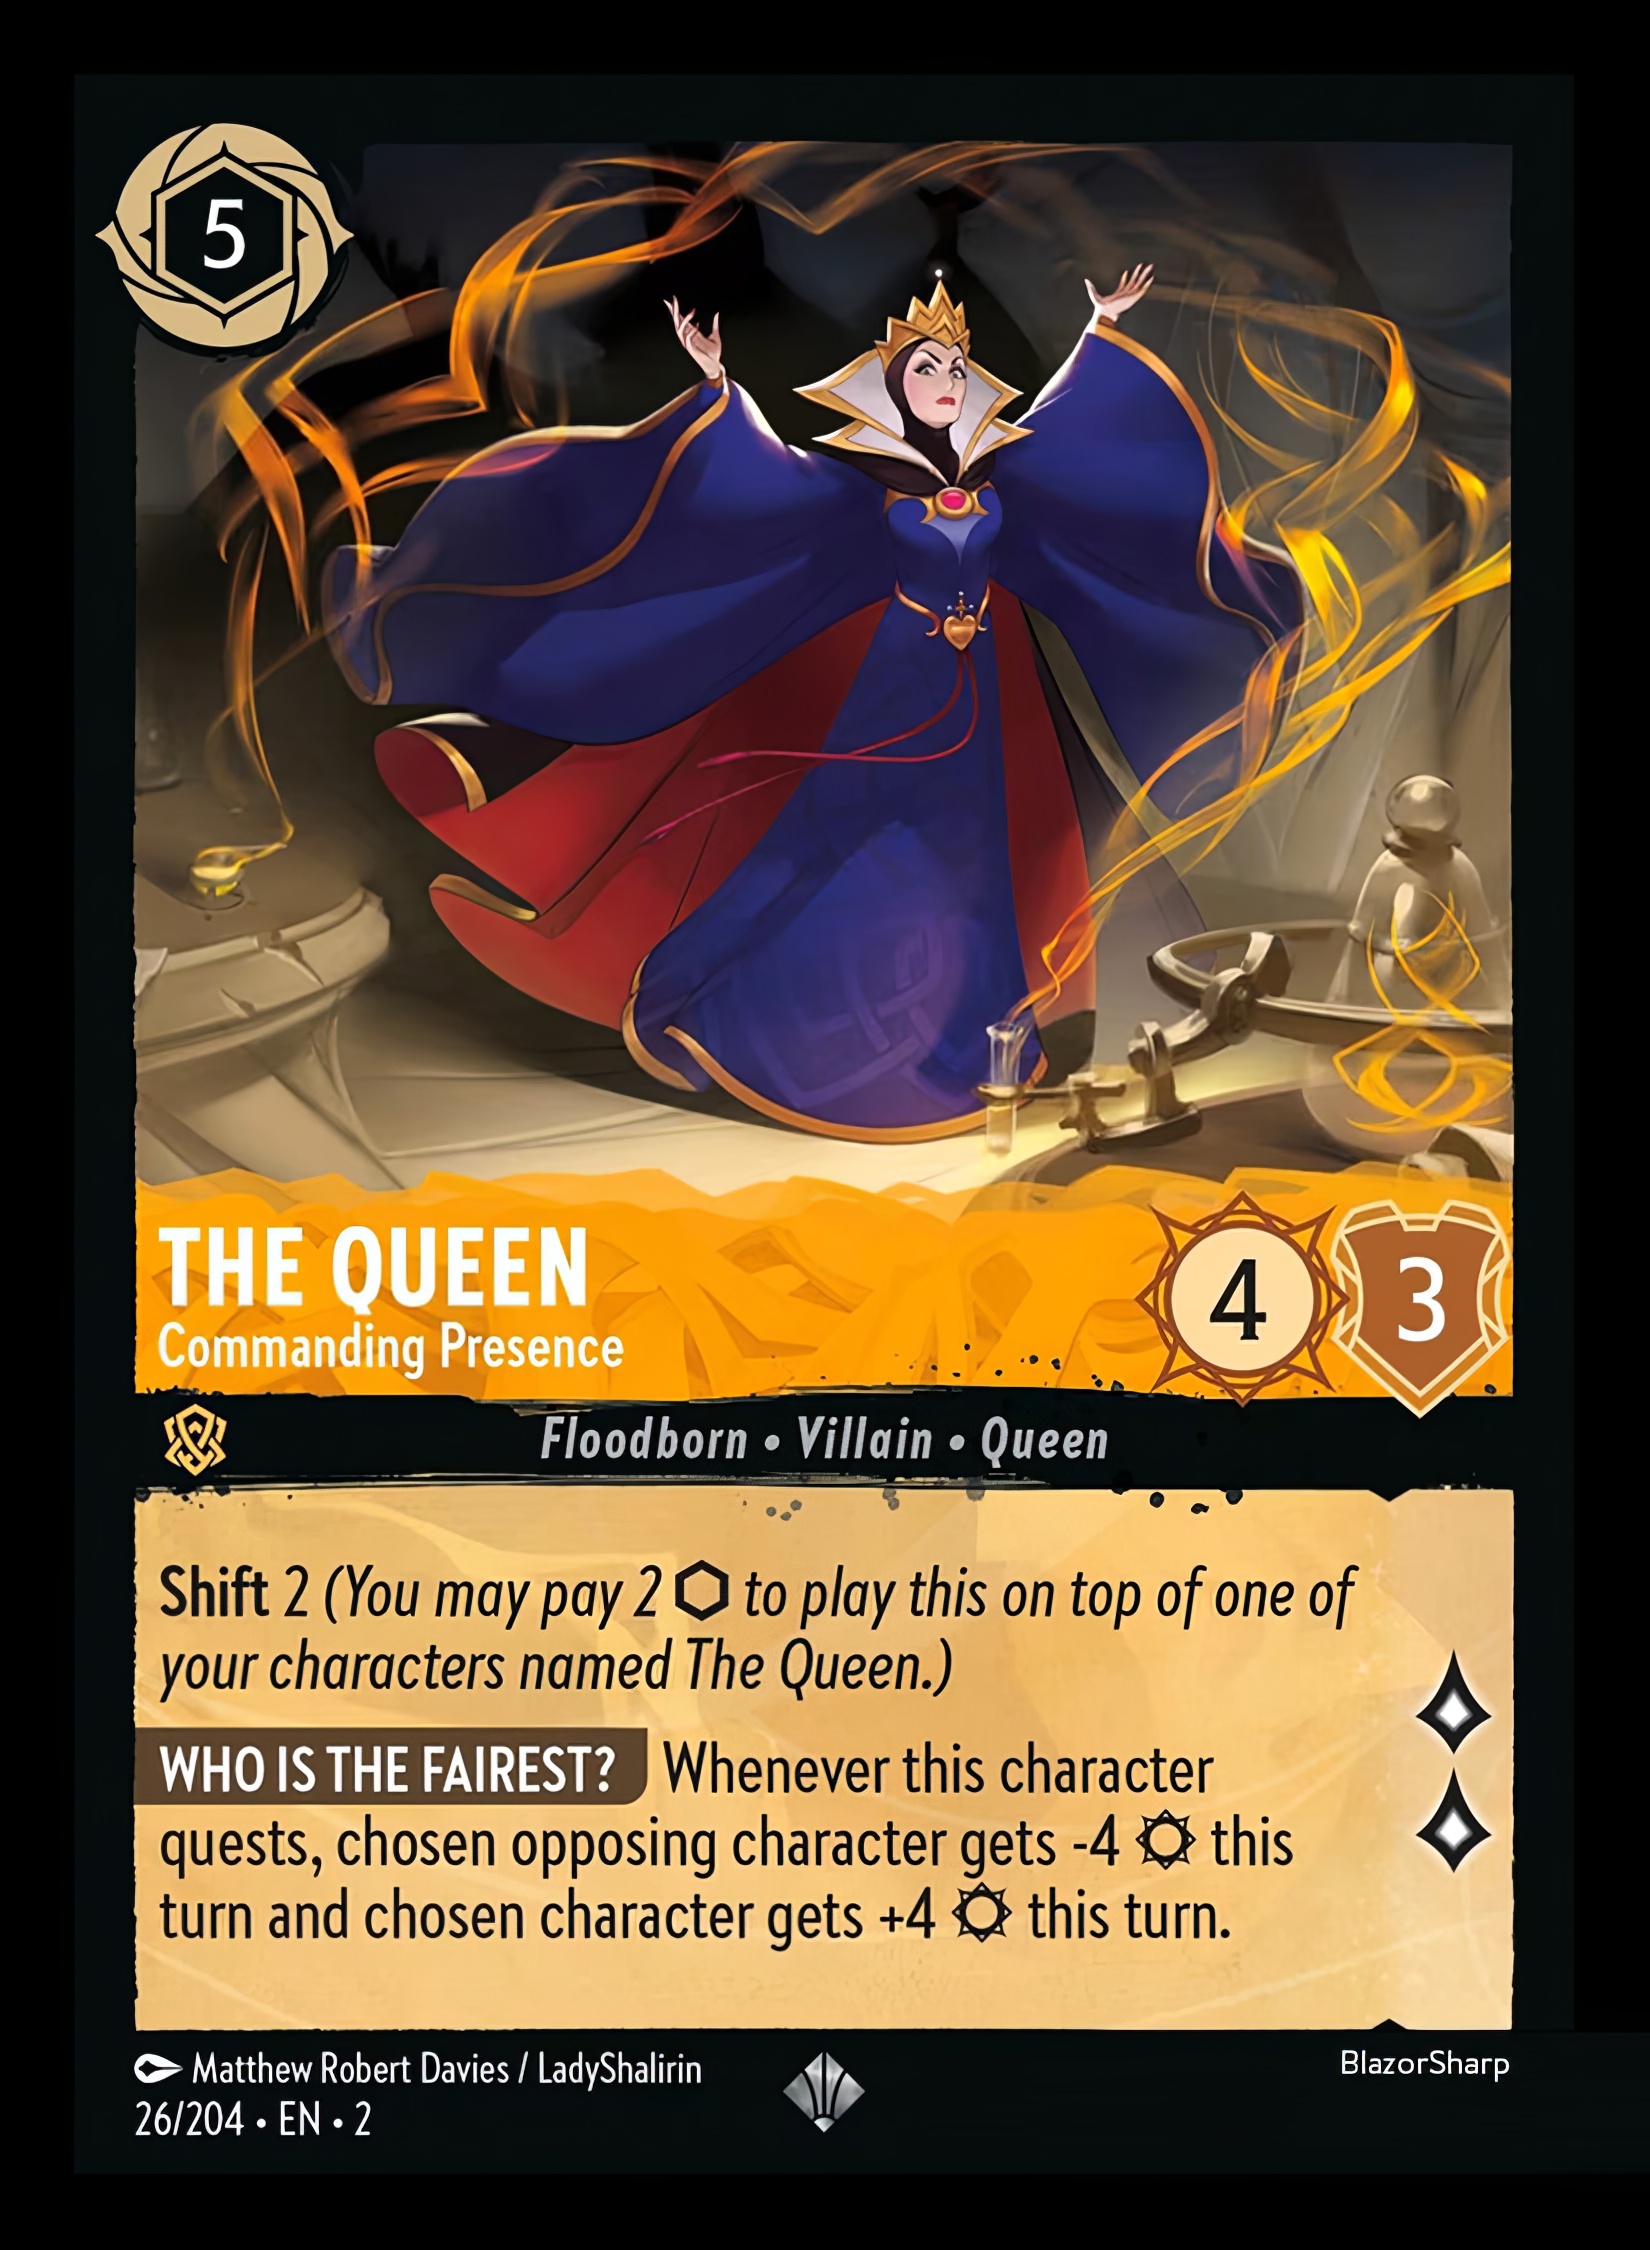 5
THE QUEEN
Commanding Presence
4
3
Floodborn • Villain • Queen
Shift 2 (You may pay 2 ⬡ to play this on top of one of
your characters named The Queen.)
WHO IS THE FAIREST? Whenever this character
quests, chosen opposing character gets -4 this
turn and chosen character gets +4 this turn.
Matthew Robert Davies / LadyShalirin
BlazorSharp
26/204 • EN • 2